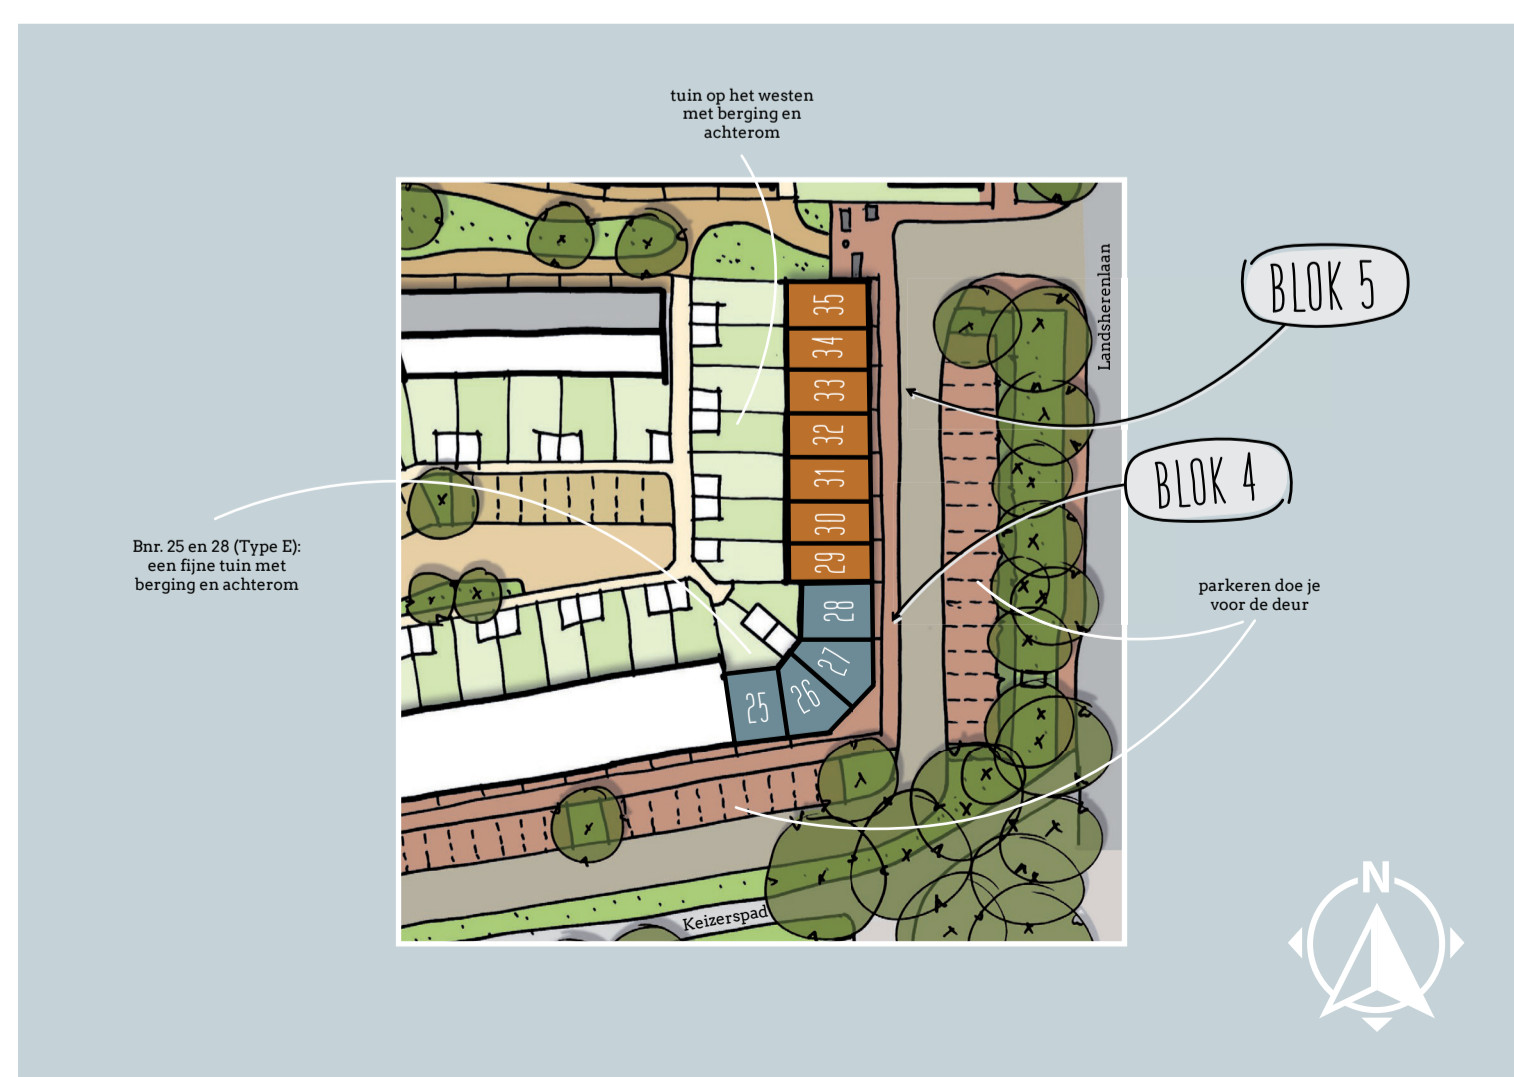 tuin op het westen
met berging en
achterom
Landsherenlaan
BLOK 5
35
34
33
32
31
30
29
28
27
26
25
BLOK 4
Bnr. 25 en 28 (Type E):
een fijne tuin met
berging en achterom
parkeren doe je
voor de deur
Keizerspad
N